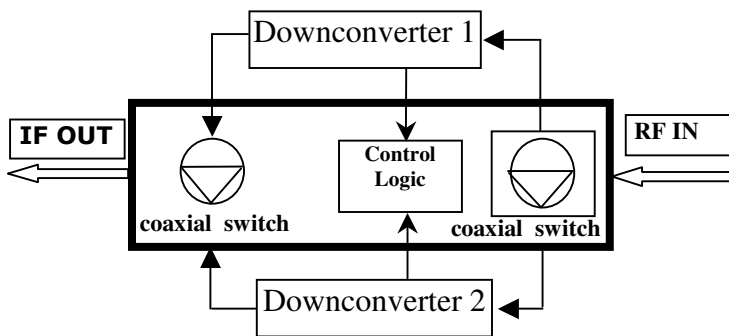 Downconverter 1
IF OUT
RF IN
Control
Logic
coaxial switch
coaxial switch
Downconverter 2